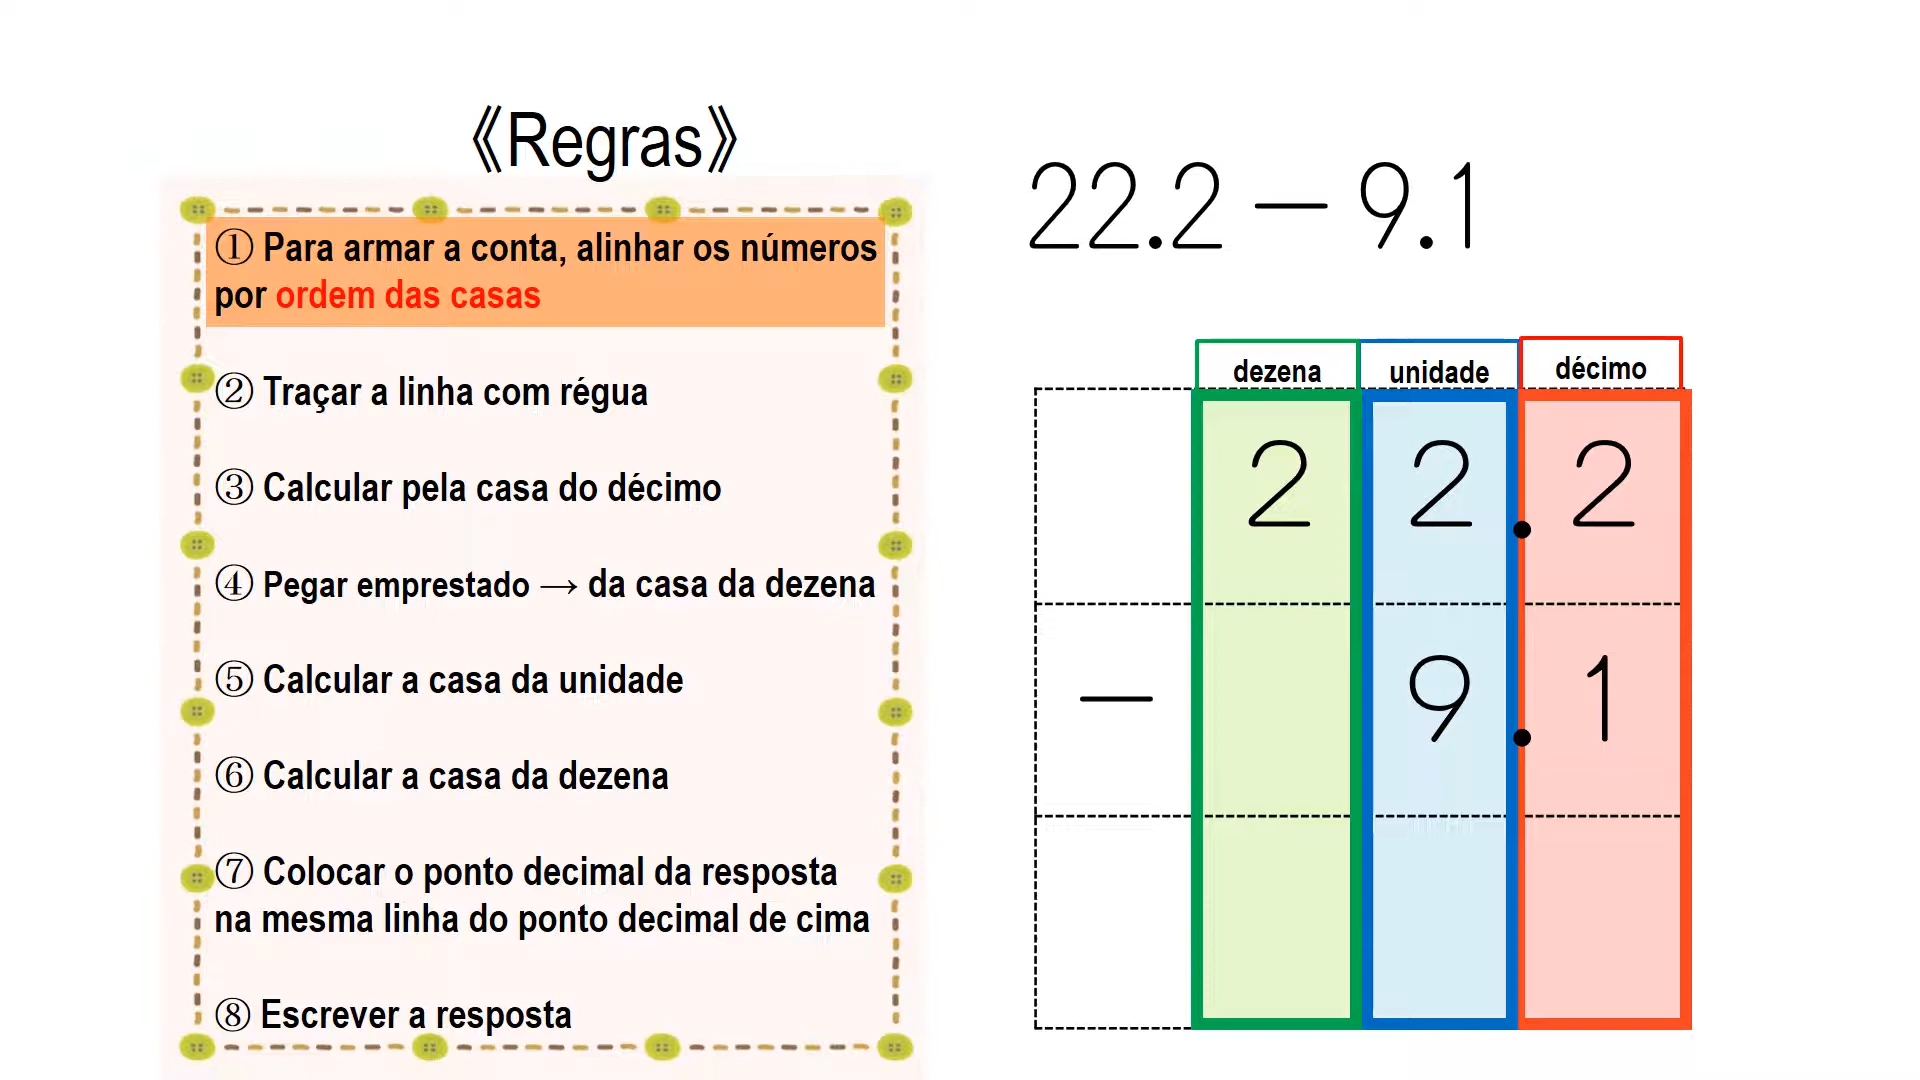 《Regras》
① Para armar a conta, alinhar os números
por ordem das casas
② Traçar a linha com régua
③ Calcular pela casa do décimo
④ Pegar emprestado → da casa da dezena
⑤ Calcular a casa da unidade
⑥ Calcular a casa da dezena
⑦ Colocar o ponto decimal da resposta
na mesma linha do ponto decimal de cima
⑧ Escrever a resposta
22.2－9.1
dezena unidade décimo
2 2.2
－ 9.1